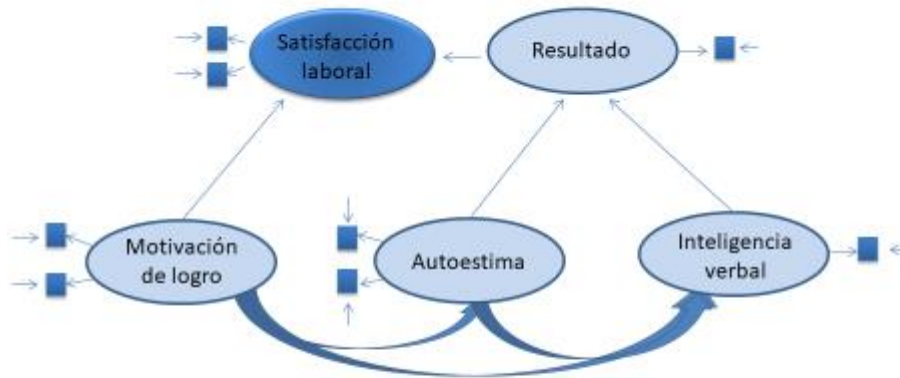 Satisfacción
laboral
Resultado
Motivación
de logro
Autoestima
Inteligencia
verbal